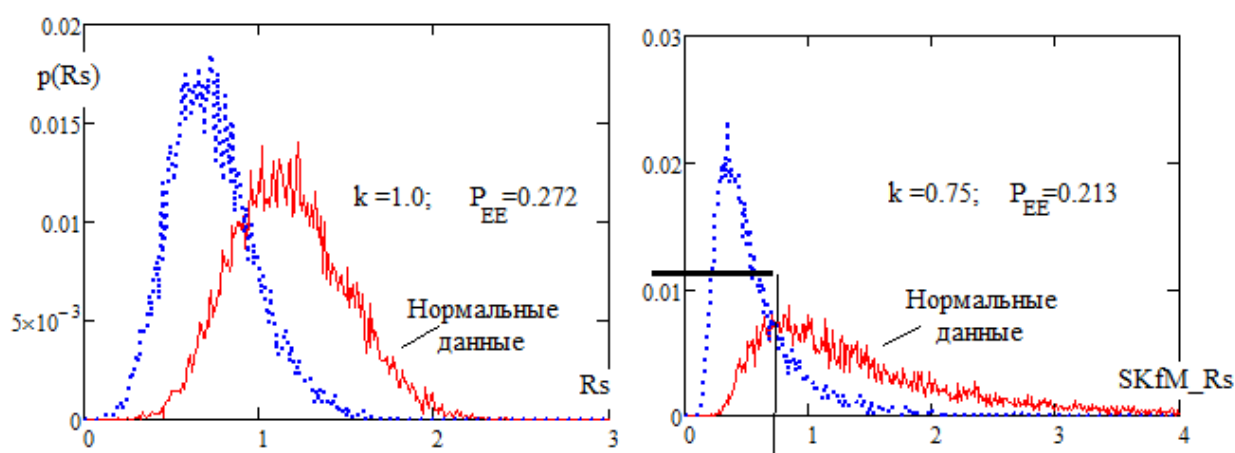 0.02
p(Rs)
0.015
k =1.0; P_EE=0.272
0.01
5×10⁻³
Нормальные
данные
Rs
0
0 1 2 3
0.03
0.02
k =0.75; P_EE=0.213
0.01
Нормальные
данные
SKfM_Rs
0
0 1 2 3 4